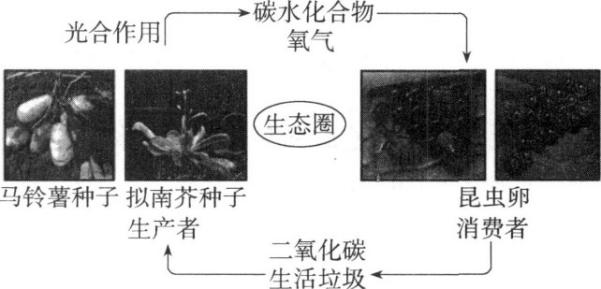 光合作用
碳水化合物
氧气
生态圈
马铃薯种子
拟南芥种子
生产者
昆虫卵
消费者
二氧化碳
生活垃圾